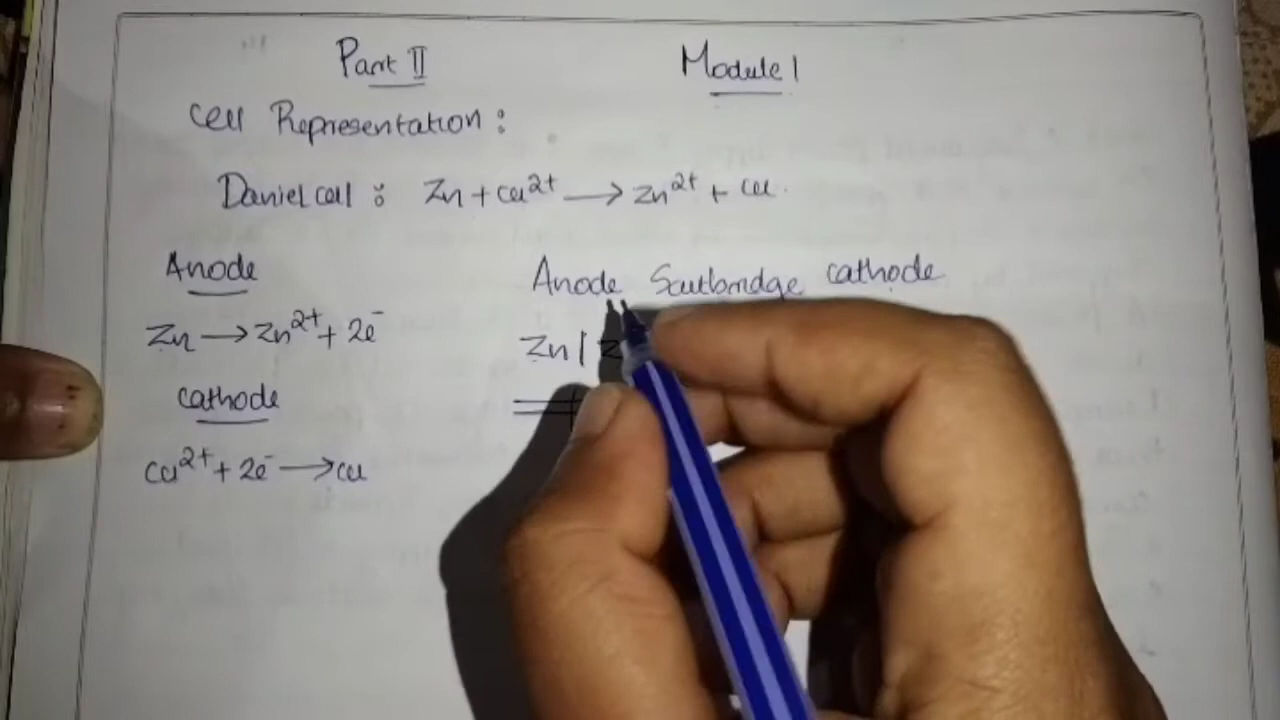 Part II Module 1
Cell Representation :
Daniel cell : Zn + Cu²⁺ → Zn²⁺ + Cu.
Anode
Zn → Zn²⁺ + 2e⁻
cathode
Cu²⁺ + 2e⁻ → Cu
Anode Saltbridge cathode
Zn | Z